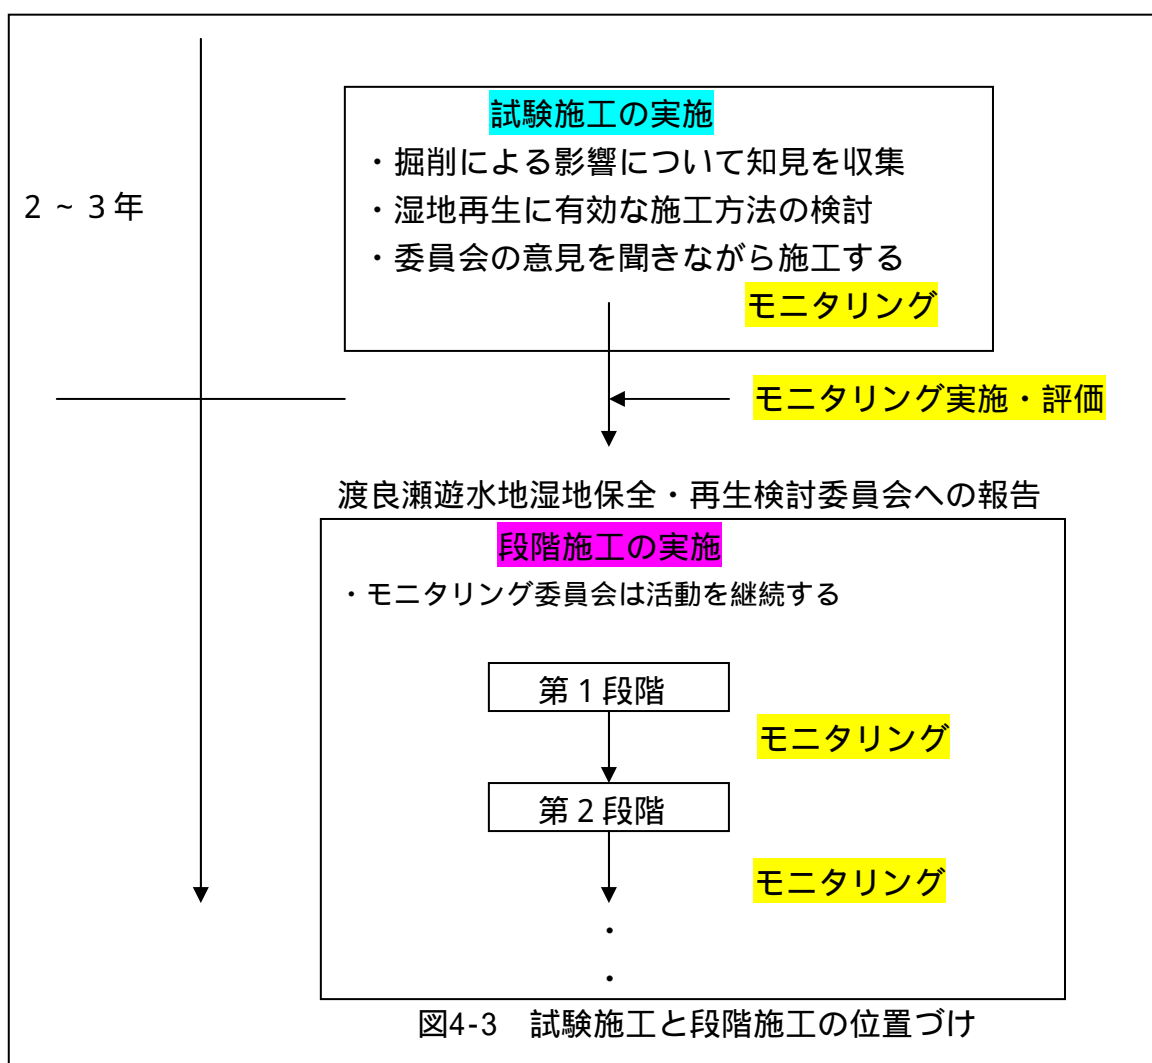 試験施工の実施
・掘削による影響について知見を収集
2 ~ 3年
・湿地再生に有効な施工方法の検討
・委員会の意見を聞きながら施工する
モニタリング
モニタリング実施・評価
渡良瀬遊水地湿地保全・再生検討委員会への報告
段階施工の実施
・モニタリング委員会は活動を継続する
第1段階
モニタリング
第2段階
モニタリング
・
・
図4-3 試験施工と段階施工の位置づけ